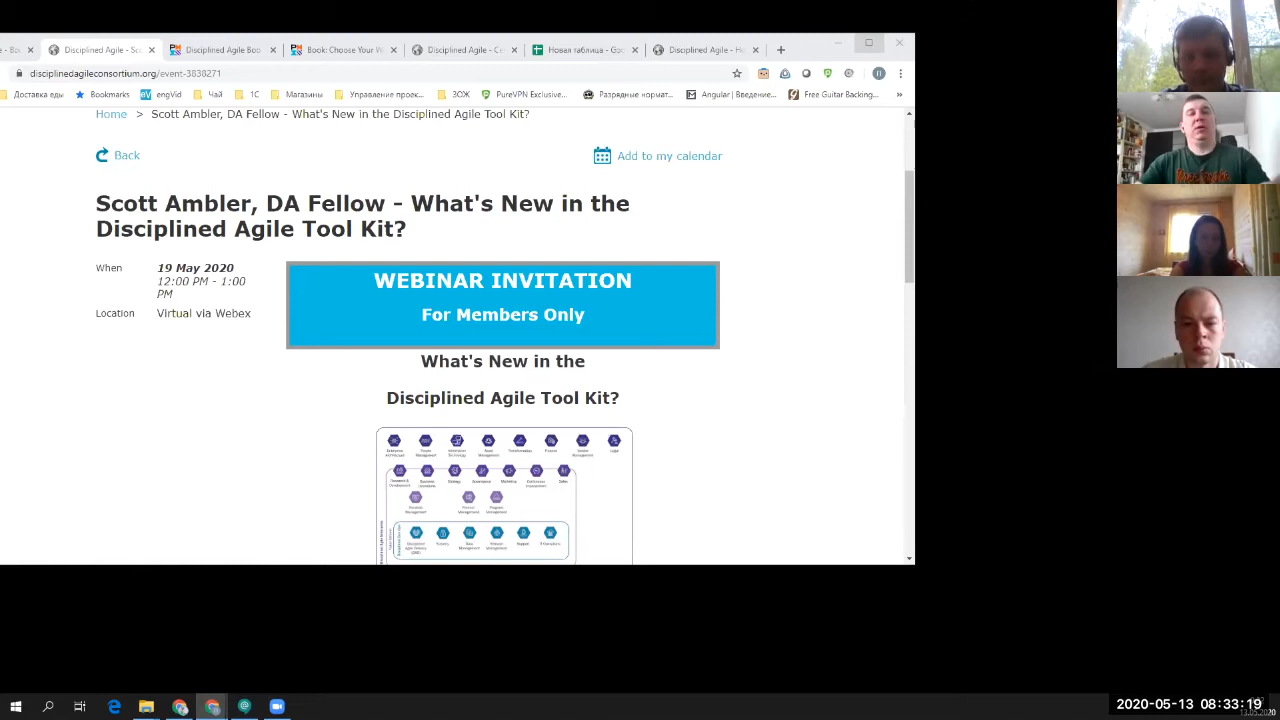 Disciplined Agile - Sc
Disciplined Agile Boo
Book: Choose Your W
Disciplined Agile - Ce
Новая таблица - Goo
Disciplined Agile - He
disciplinedagileconsortium.org/event-3838271
Доставка еды
Bookmarks
engVid
Чай
1C
Магазины
Управление проек...
ЗОЖ
PureVPN Exclusive...
Разрядные нормат...
Angular | Введение...
Free Guitar Backing...
Home > Scott Ambler, DA Fellow - What's New in the Disciplined Agile Tool Kit?
Back
Add to my calendar
Scott Ambler, DA Fellow - What's New in the
Disciplined Agile Tool Kit?
When
19 May 2020
12:00 PM - 1:00
PM
Location
Virtual via Webex
WEBINAR INVITATION
For Members Only
What's New in the
Disciplined Agile Tool Kit?
2020-05-13 08:33:19